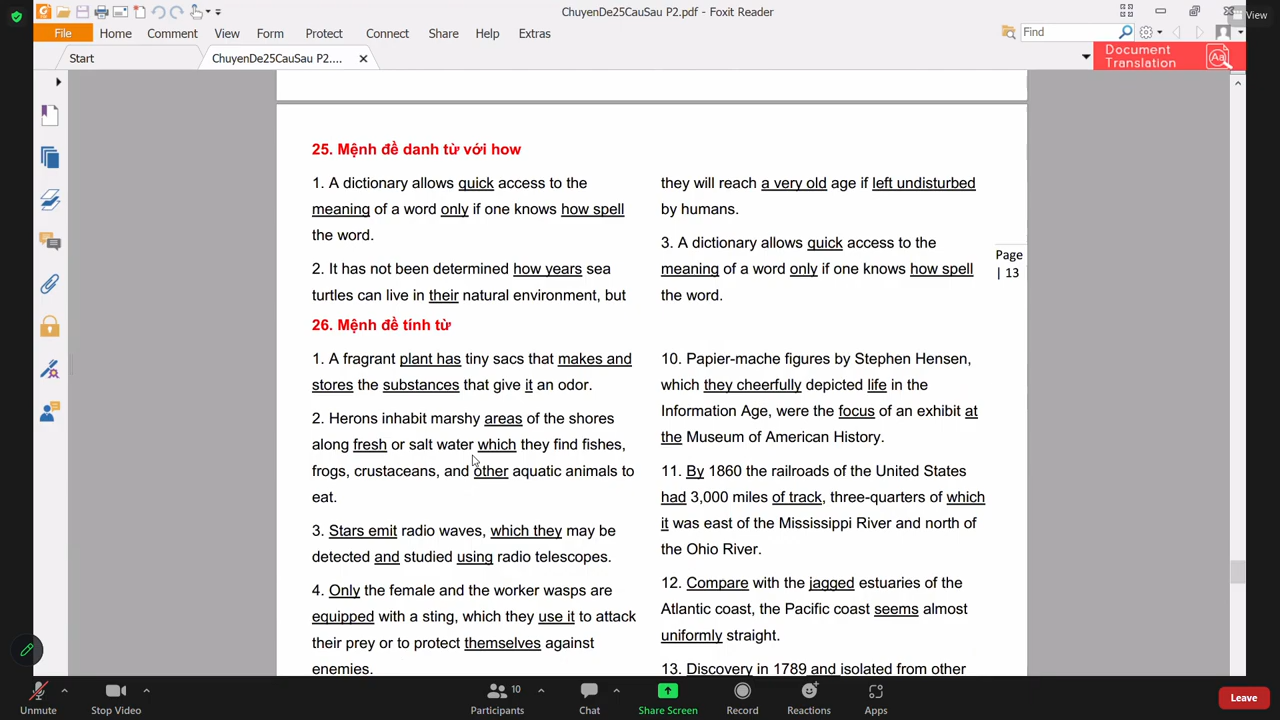 ChuyenDe25CauSau P2.pdf - Foxit Reader
View
File Home Comment View Form Protect Connect Share Help Extras
Find
Start
ChuyenDe25CauSau P2....
Document
Translation
25. Mệnh đề danh từ với how
1. A dictionary allows quick access to the
meaning of a word only if one knows how spell
the word.
2. It has not been determined how years sea
turtles can live in their natural environment, but
they will reach a very old age if left undisturbed
by humans.
3. A dictionary allows quick access to the
meaning of a word only if one knows how spell
the word.
Page
| 13
26. Mệnh đề tính từ
1. A fragrant plant has tiny sacs that makes and
stores the substances that give it an odor.
2. Herons inhabit marshy areas of the shores
along fresh or salt water which they find fishes,
frogs, crustaceans, and other aquatic animals to
eat.
3. Stars emit radio waves, which they may be
detected and studied using radio telescopes.
4. Only the female and the worker wasps are
equipped with a sting, which they use it to attack
their prey or to protect themselves against
enemies.
10. Papier-mache figures by Stephen Hensen,
which they cheerfully depicted life in the
Information Age, were the focus of an exhibit at
the Museum of American History.
11. By 1860 the railroads of the United States
had 3,000 miles of track, three-quarters of which
it was east of the Mississippi River and north of
the Ohio River.
12. Compare with the jagged estuaries of the
Atlantic coast, the Pacific coast seems almost
uniformly straight.
13. Discovery in 1789 and isolated from other
Unmute
Stop Video
Participants
10
Chat
Share Screen
Record
Reactions
Apps
Leave